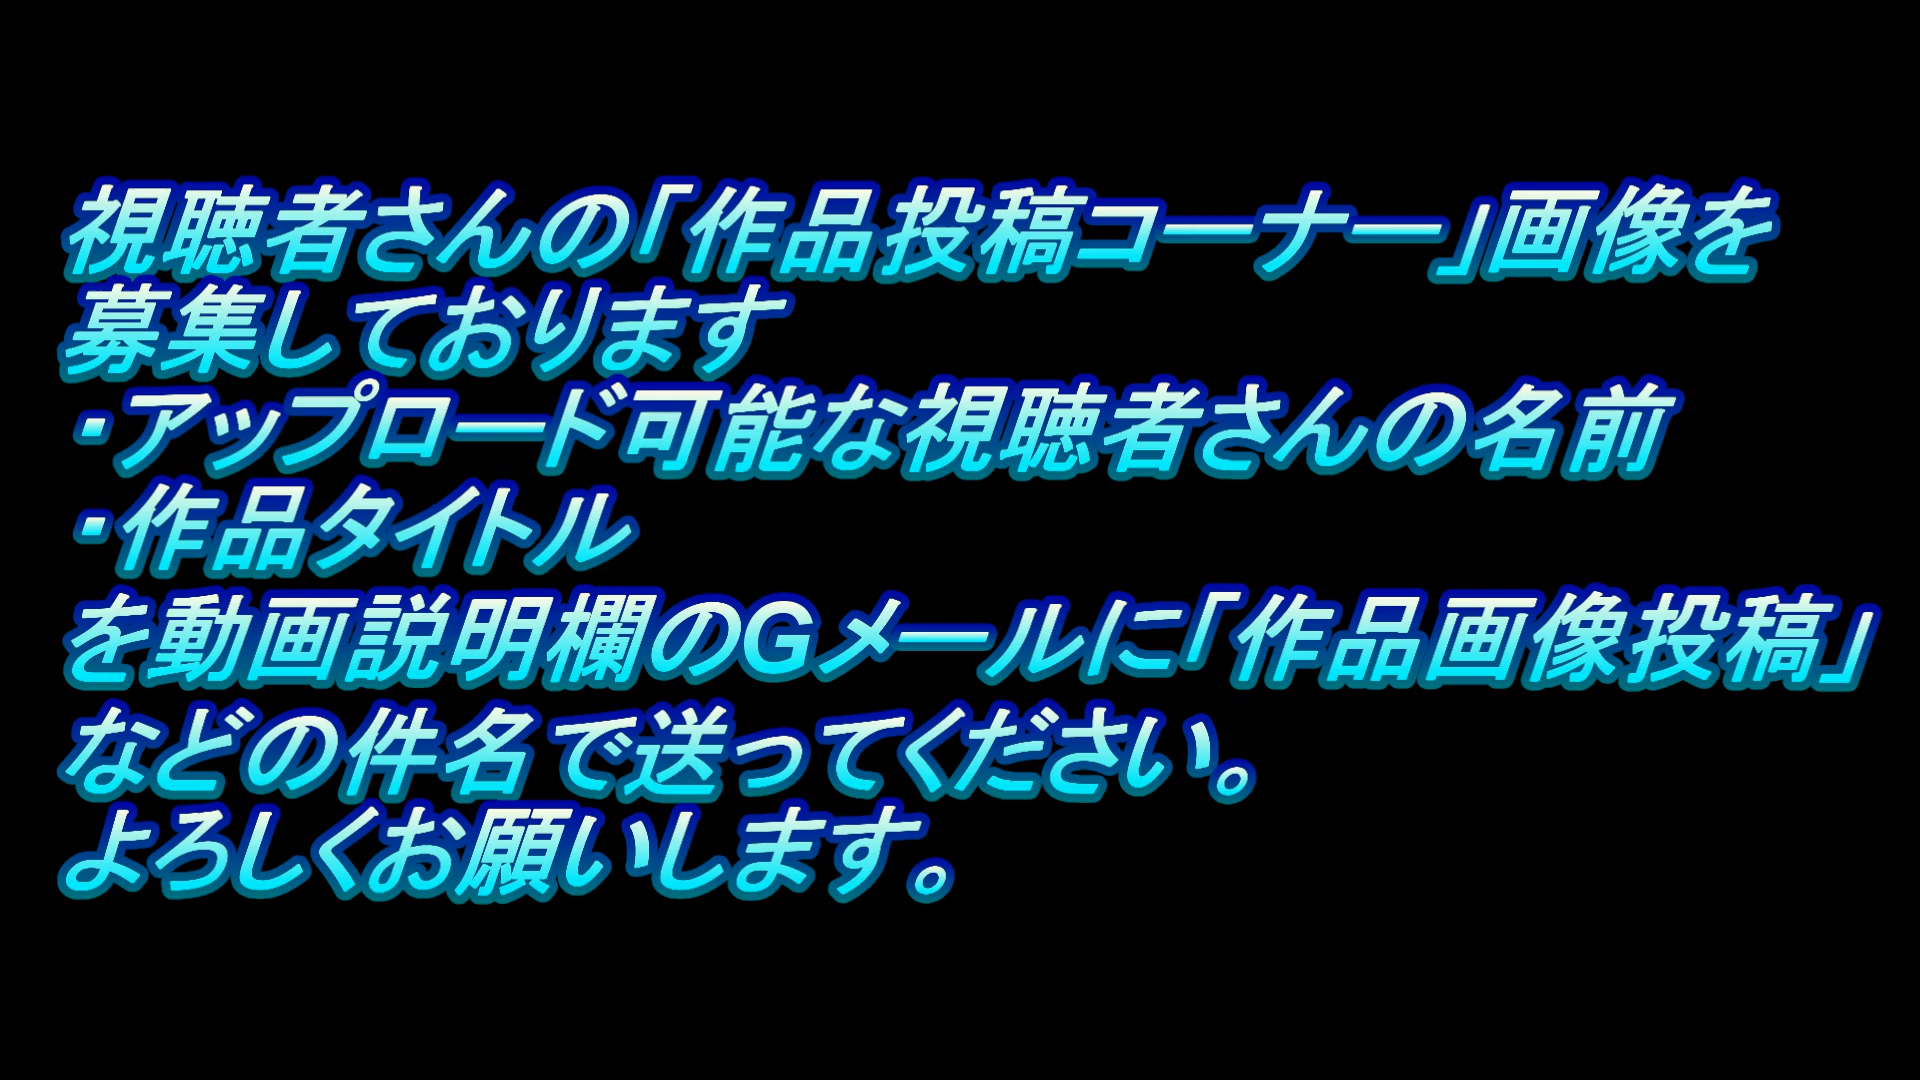 視聴者さんの「作品投稿コーナー」画像を
募集しております
・アップロード可能な視聴者さんの名前
・作品タイトル
を動画説明欄のGメールに「作品画像投稿」
などの件名で送ってください。
よろしくお願いします。